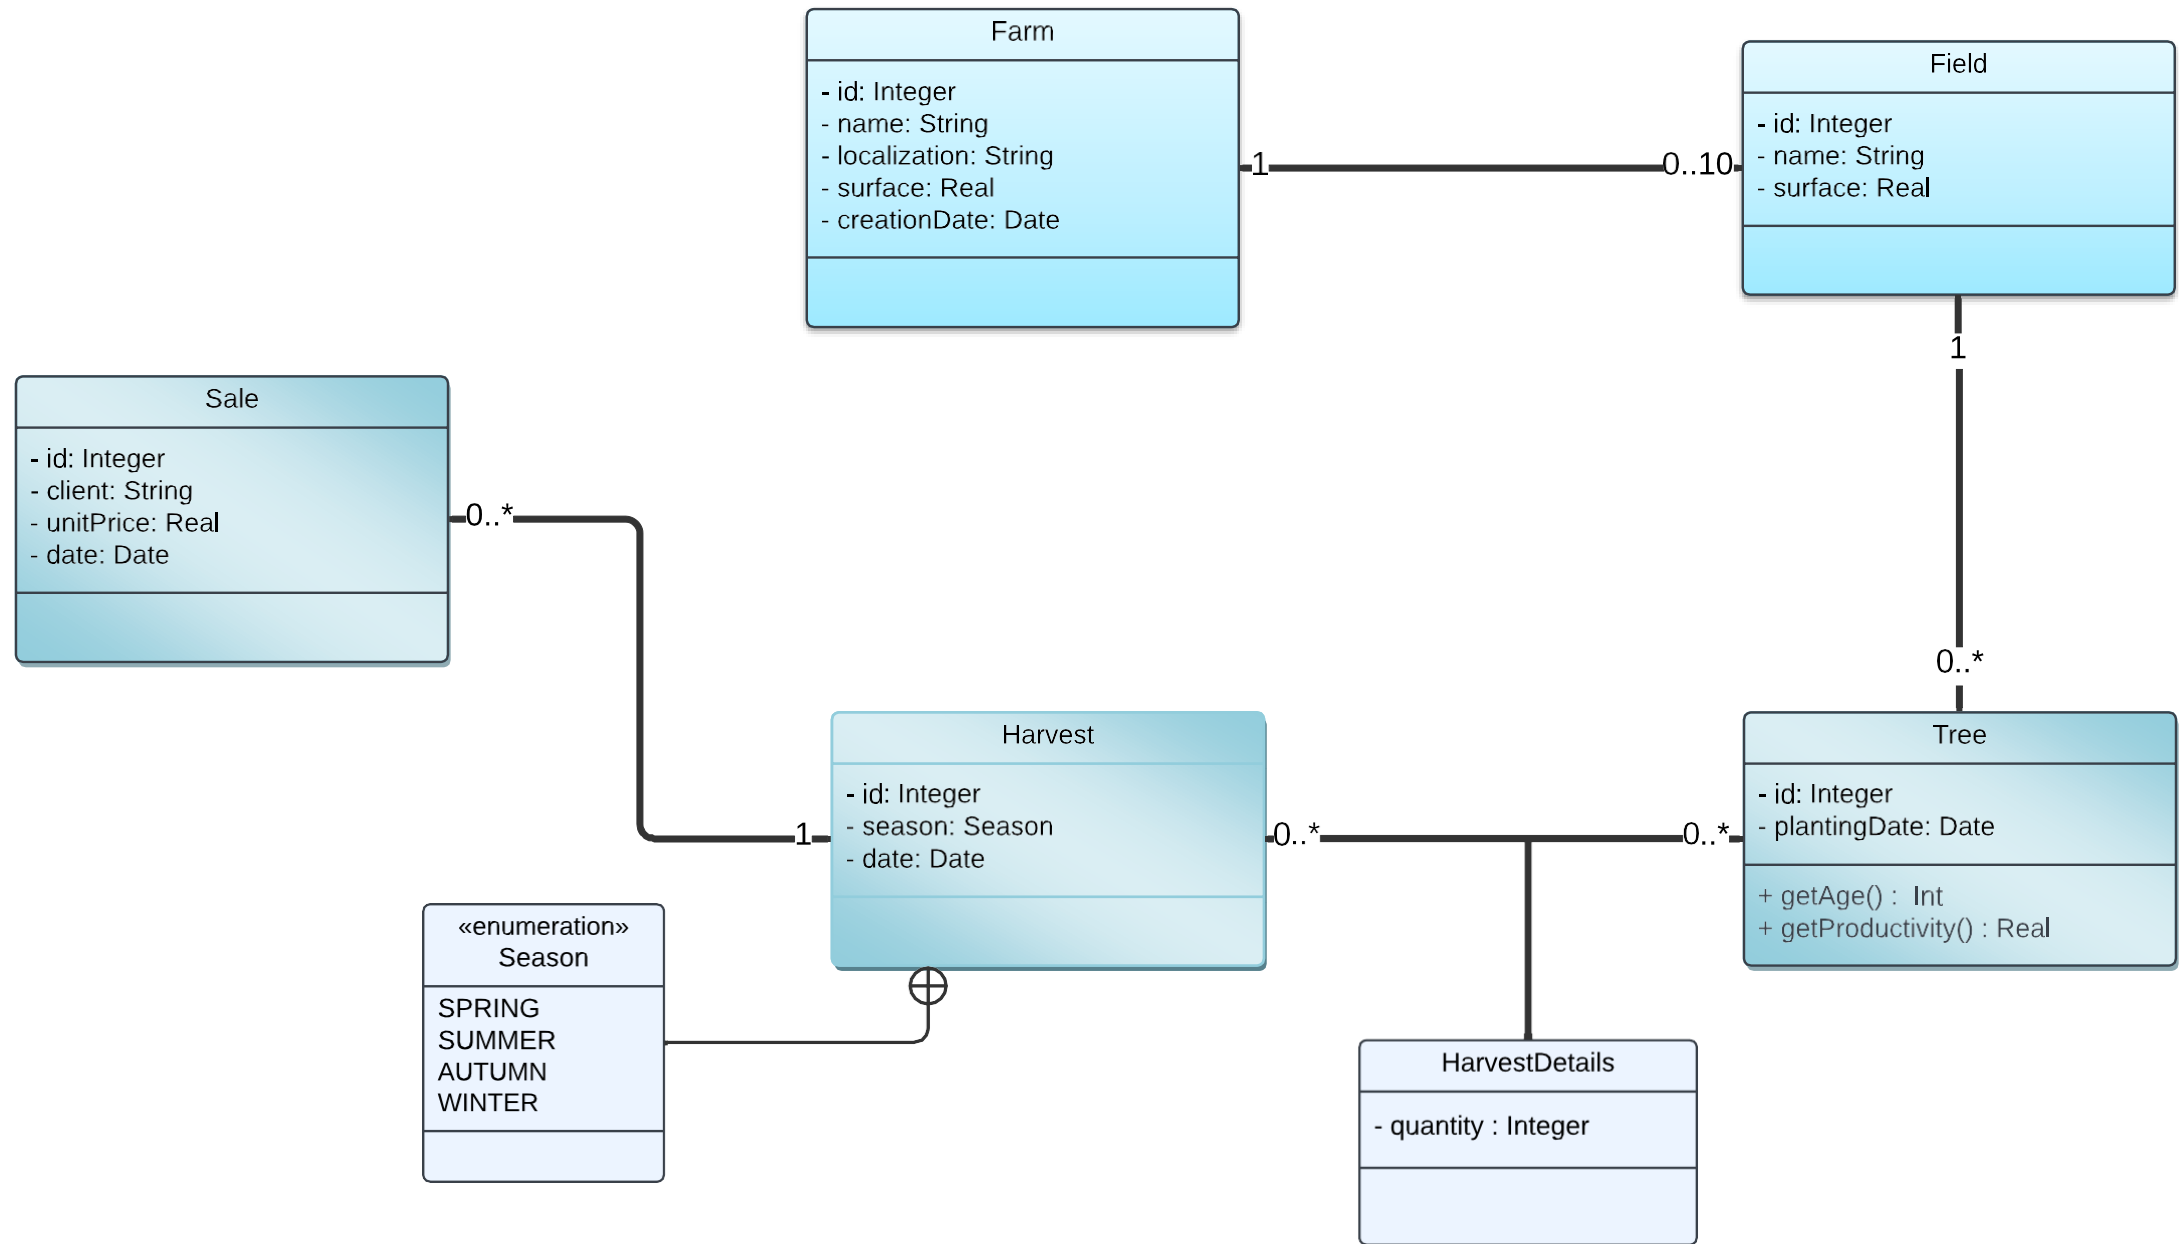 Farm
- id: Integer
- name: String
- localization: String
- surface: Real
- creationDate: Date
1
0..10
Field
- id: Integer
- name: String
- surface: Real
1
0..*
Sale
- id: Integer
- client: String
- unitPrice: Real
- date: Date
0..*
1
Harvest
- id: Integer
- season: Season
- date: Date
0..*
0..*
Tree
- id: Integer
- plantingDate: Date
+ getAge() :  Int
+ getProductivity() : Real
«enumeration»
Season
SPRING
SUMMER
AUTUMN
WINTER
HarvestDetails
- quantity : Integer